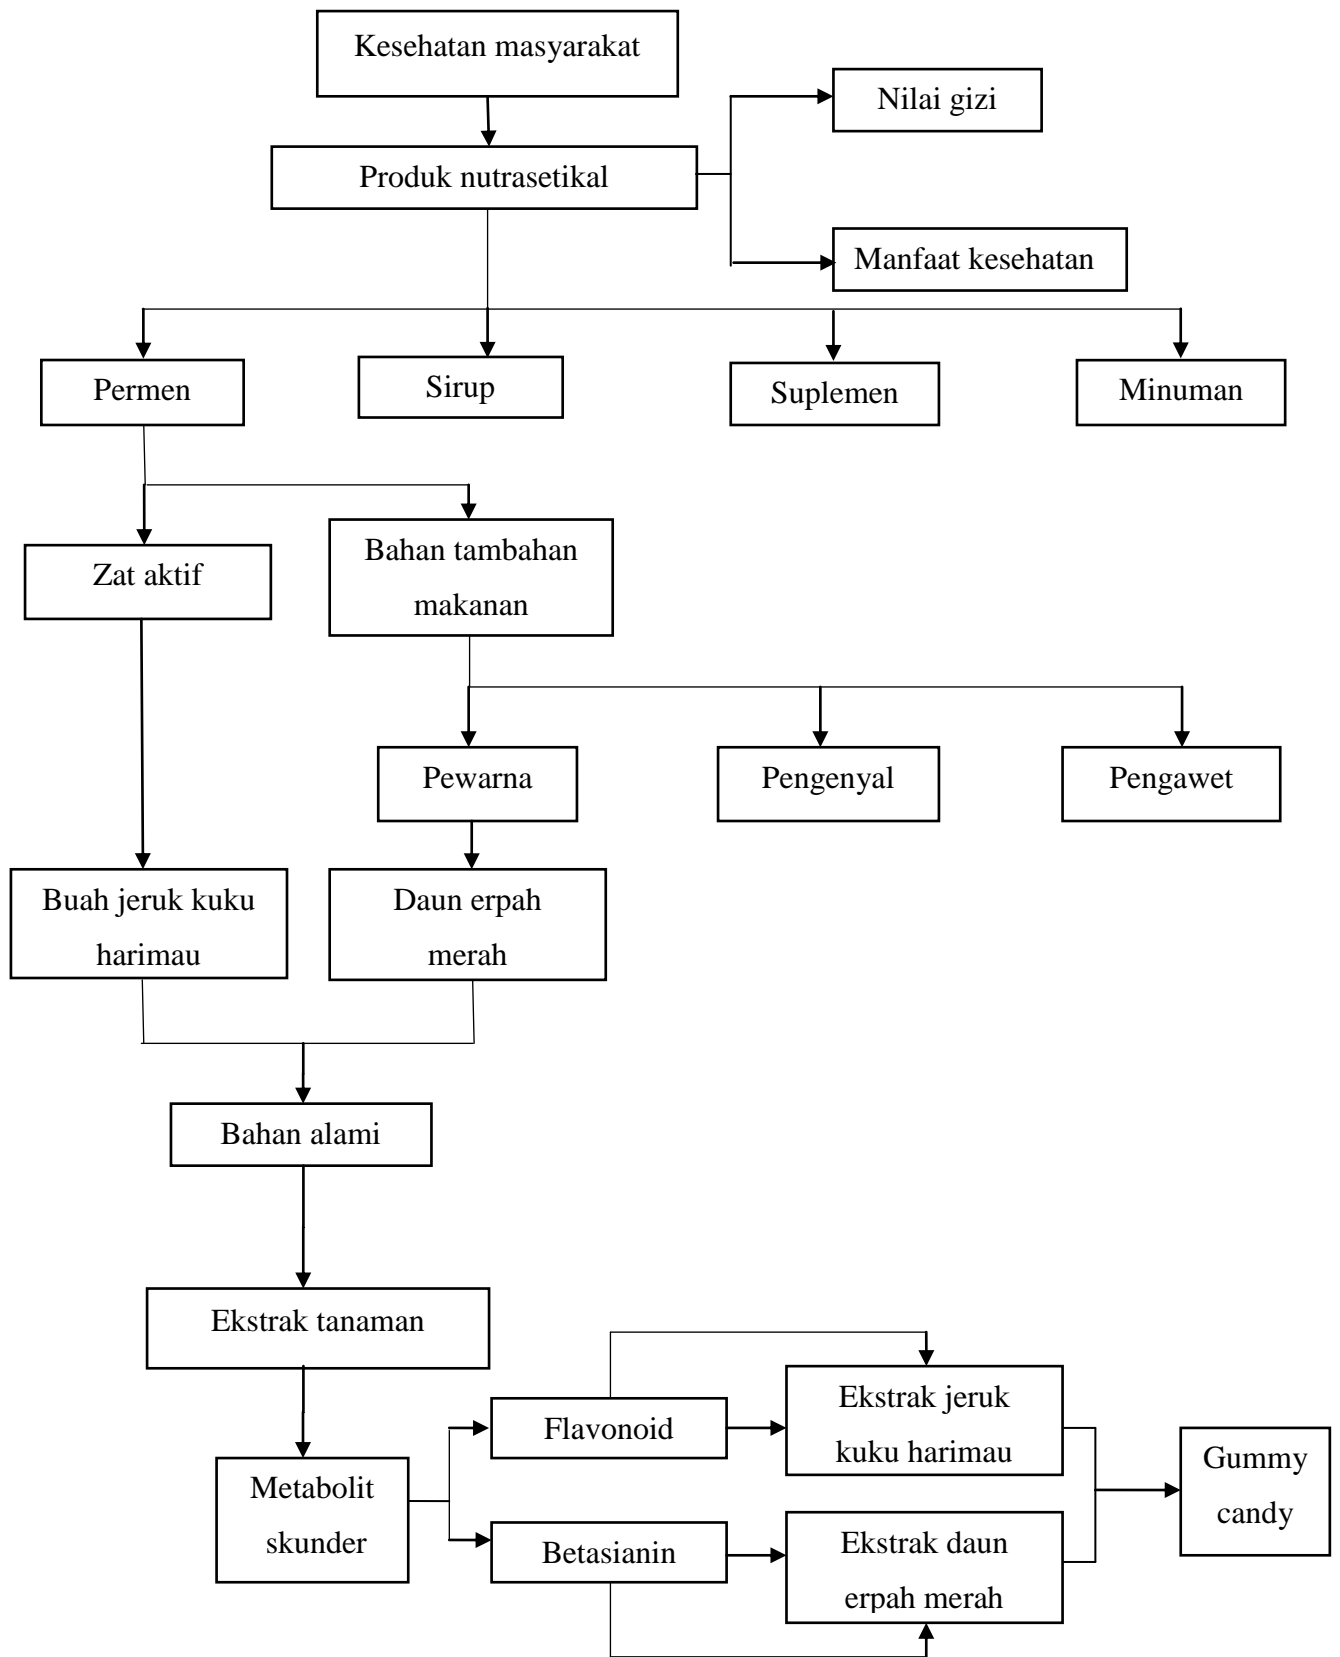 Kesehatan masyarakat
Nilai gizi
Produk nutrasetikal
Manfaat kesehatan
Permen
Sirup
Suplemen
Minuman
Zat aktif
Bahan tambahan
makanan
Pewarna
Pengenyal
Pengawet
Buah jeruk kuku
harimau
Daun erpah
merah
Bahan alami
Ekstrak tanaman
Metabolit
skunder
Flavonoid
Betasianin
Ekstrak jeruk
kuku harimau
Ekstrak daun
erpah merah
Gummy
candy